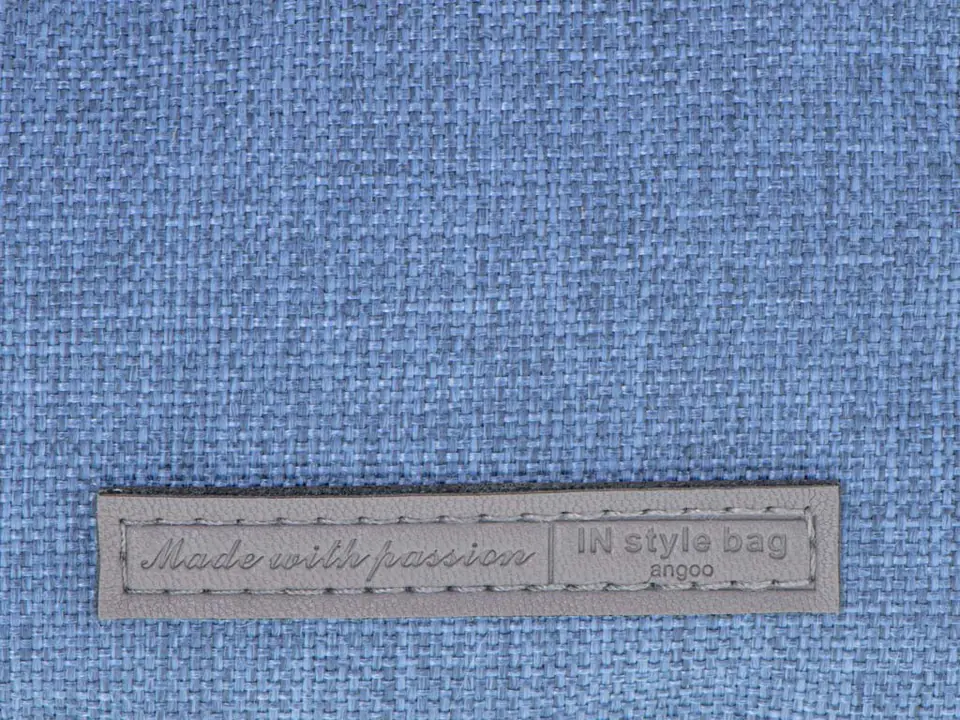 Made with passion
IN style bag
angoo